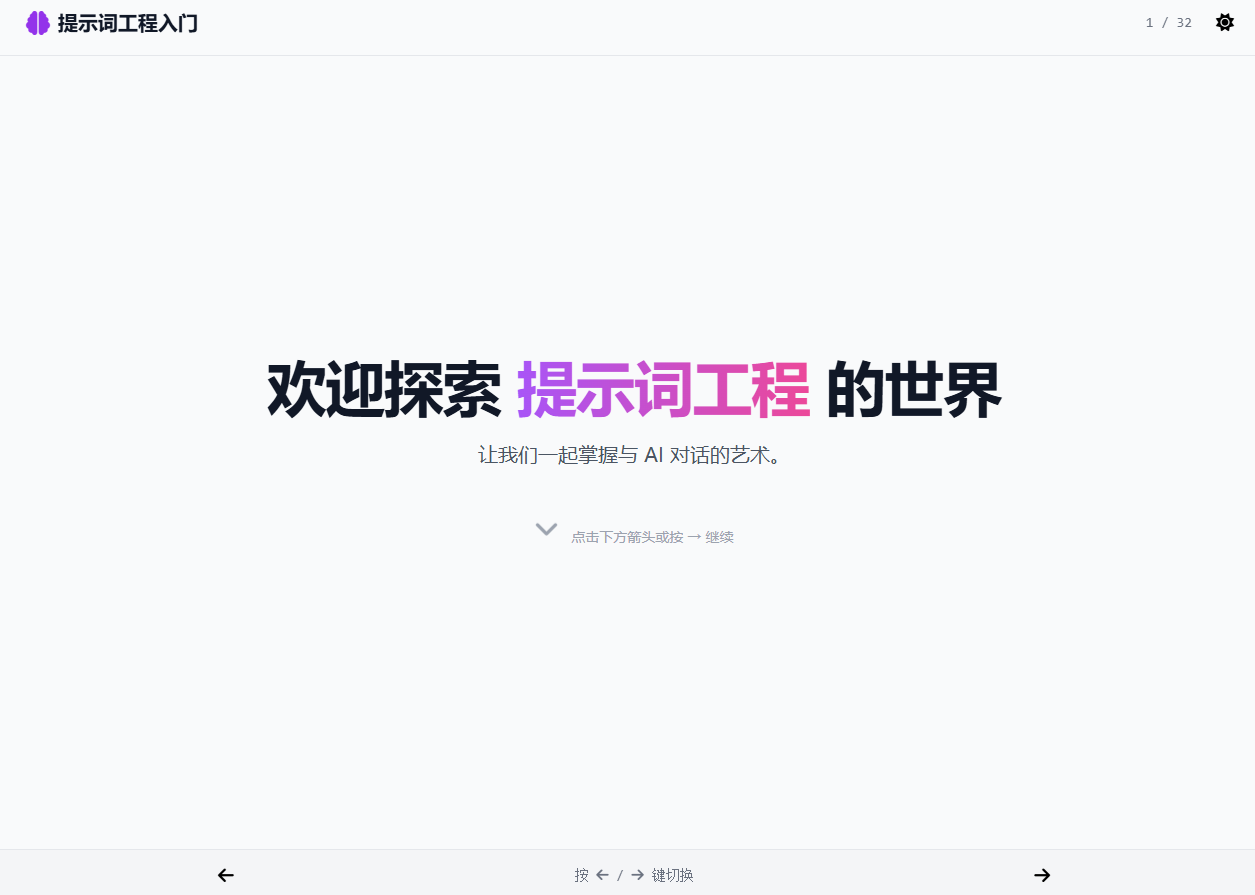 提示词工程入门
1 / 32
欢迎探索 提示词工程 的世界
让我们一起掌握与 AI 对话的艺术。
点击下方箭头或按 → 继续
按 ← / → 键切换